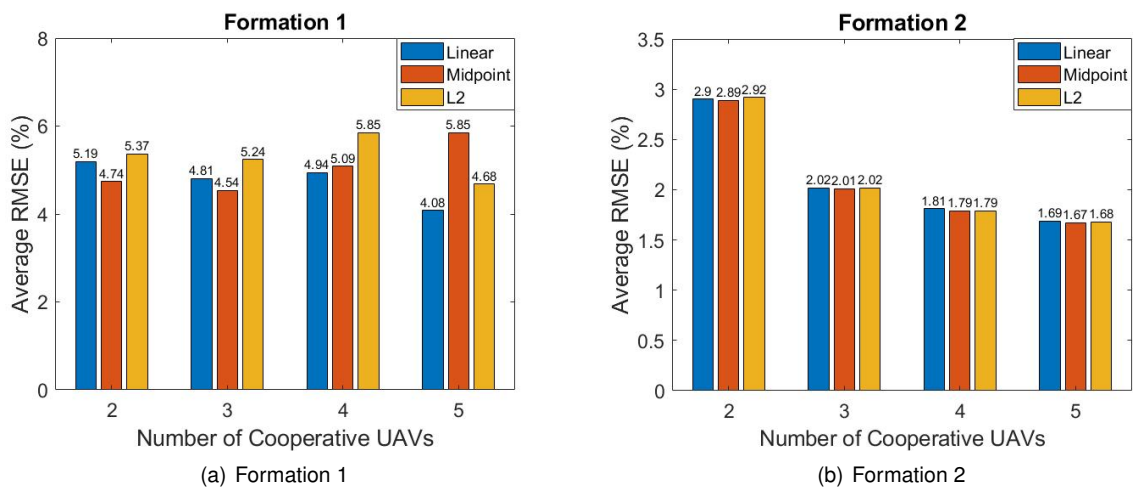 Formation 1
Linear
Midpoint
L2
Average RMSE (%)
8
6
4
2
0
5.19
4.74
5.37
4.81
4.54
5.24
4.94
5.09
5.85
4.08
5.85
4.68
2 3 4 5
Number of Cooperative UAVs
(a) Formation 1
Formation 2
Linear
Midpoint
L2
Average RMSE (%)
3.5
3
2.5
2
1.5
1
0.5
0
2.9 2.89 2.92
2.02 2.01 2.02
1.81 1.79 1.79
1.69 1.67 1.68
2 3 4 5
Number of Cooperative UAVs
(b) Formation 2